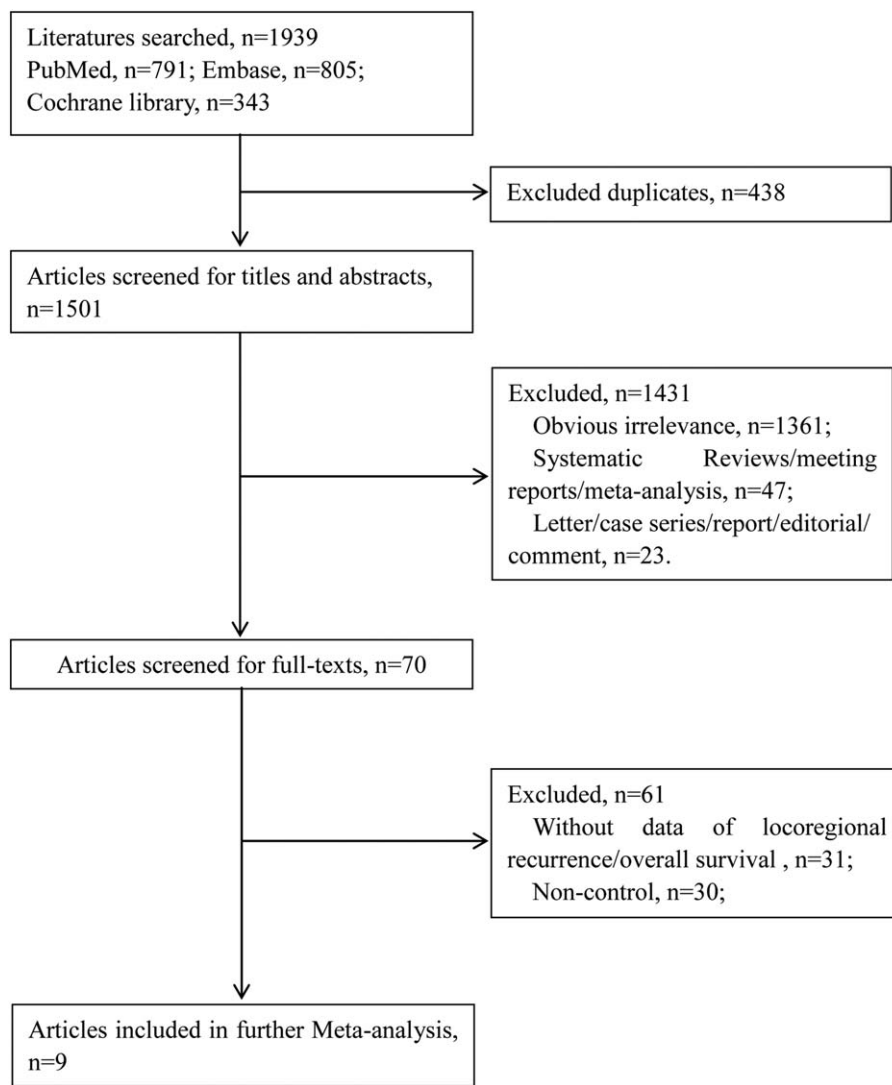 Literatures searched, n=1939
PubMed, n=791; Embase, n=805;
Cochrane library, n=343
Excluded duplicates, n=438
Articles screened for titles and abstracts,
n=1501
Excluded, n=1431
Obvious irrelevance, n=1361;
Systematic Reviews/meeting
reports/meta-analysis, n=47;
Letter/case series/report/editorial/
comment, n=23.
Articles screened for full-texts, n=70
Excluded, n=61
Without data of locoregional
recurrence/overall survival , n=31;
Non-control, n=30;
Articles included in further Meta-analysis,
n=9